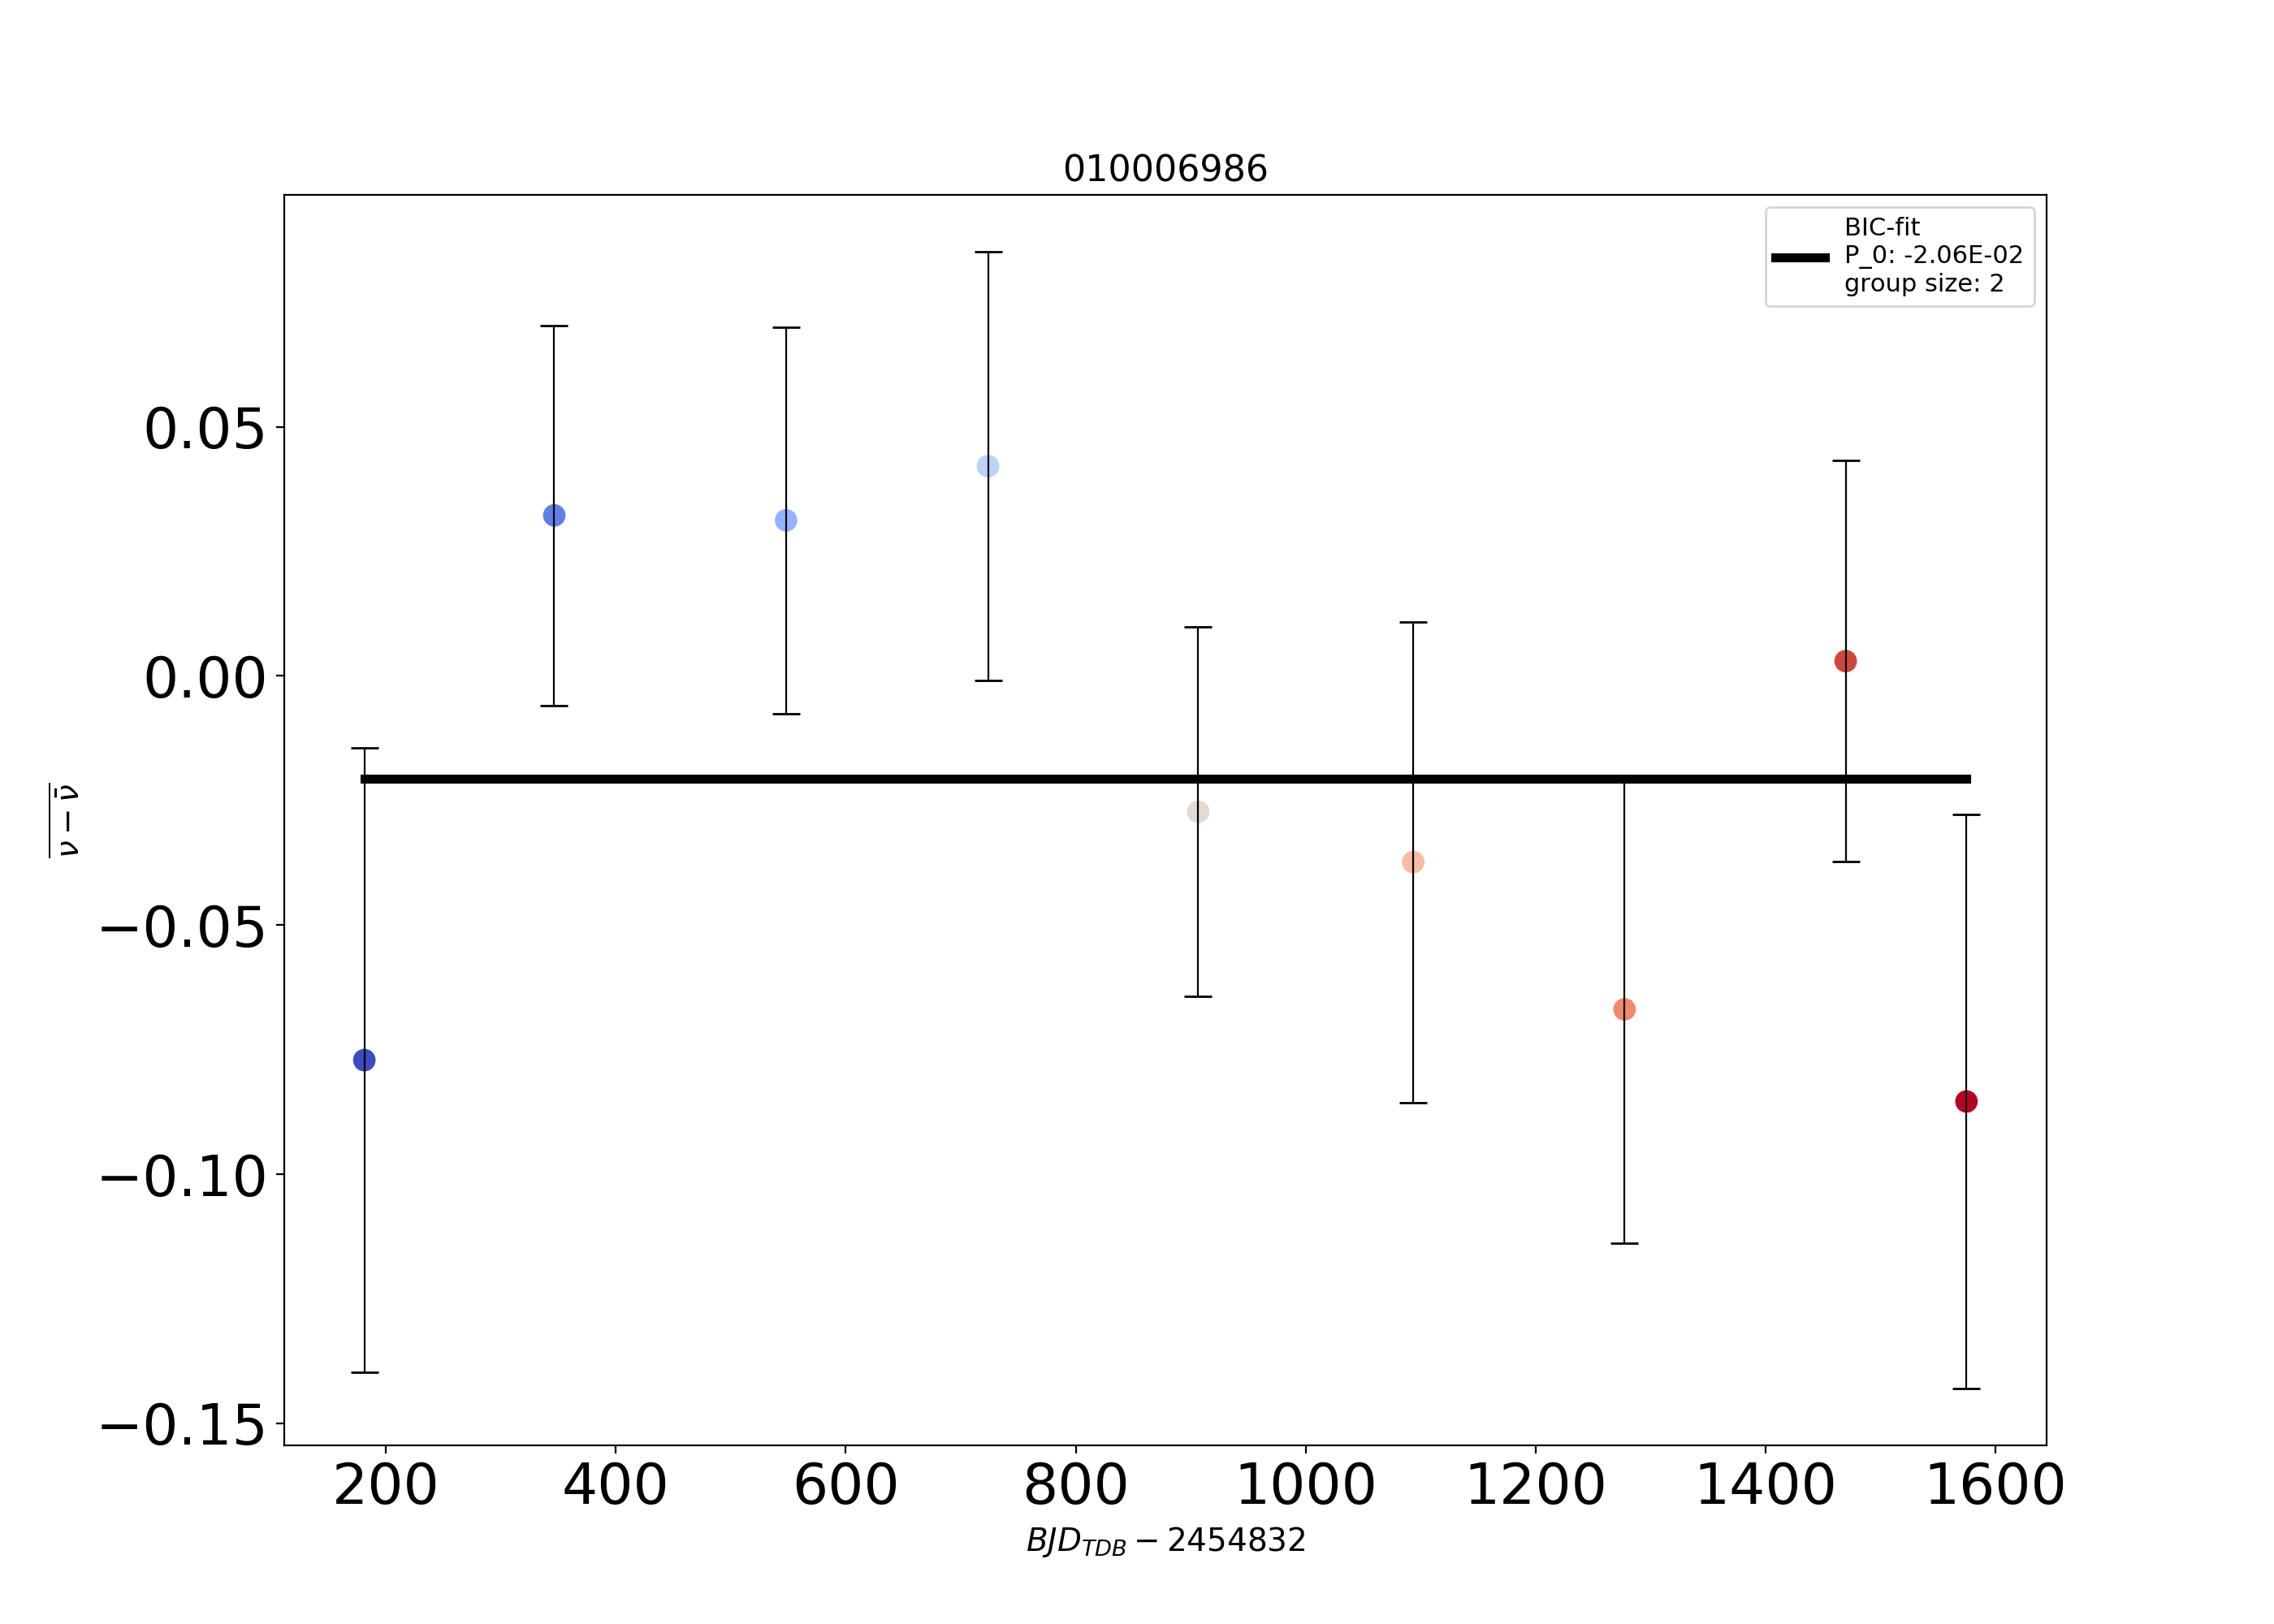 010006986
BIC-fit
P_0: -2.06E-02
group size: 2
0.05
0.00
−0.05
−0.10
−0.15
ν − ν̄
200 400 600 800 1000 1200 1400 1600
BJD_TDB − 2454832